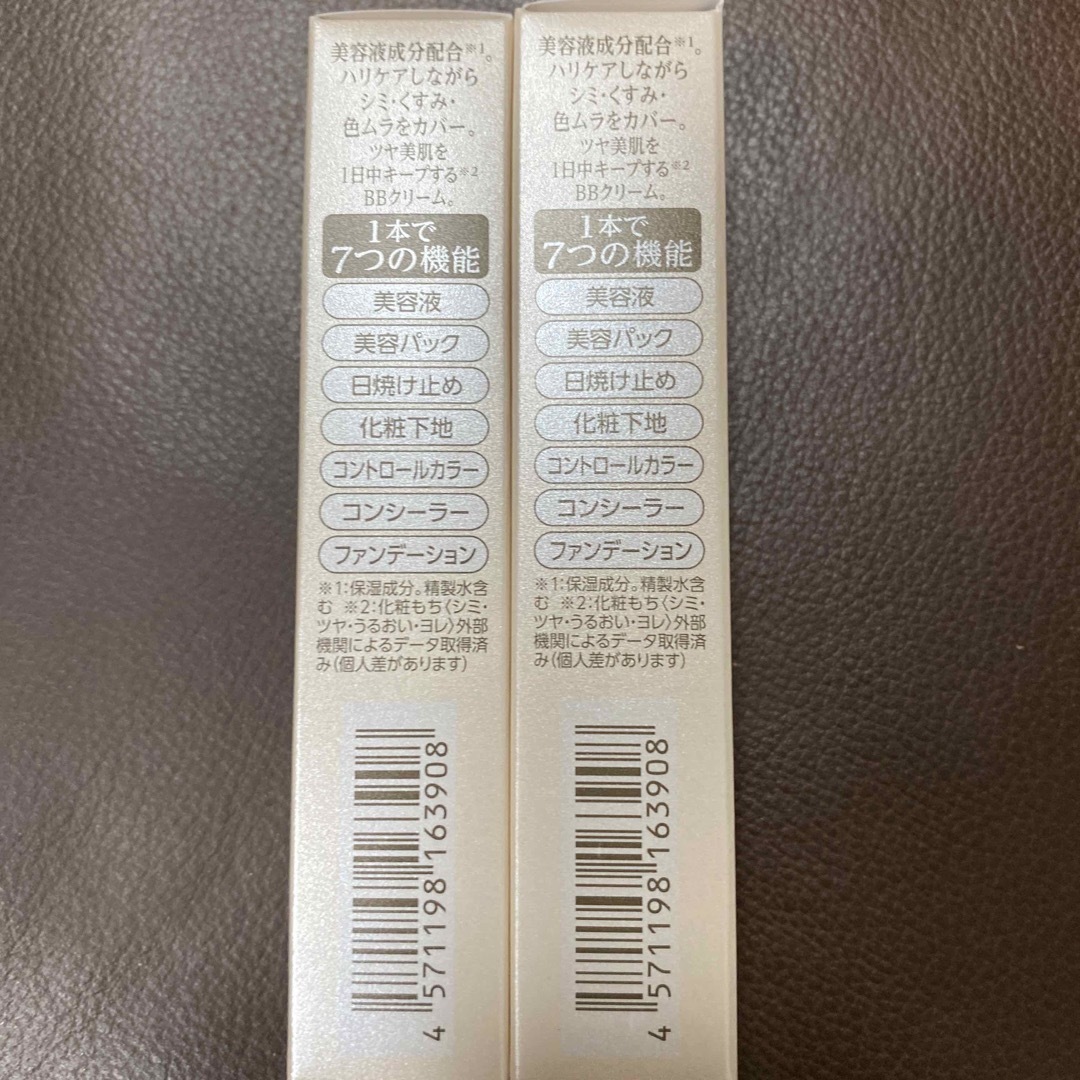 美容液成分配合※1。
ハリケアしながら
シミ・くすみ・
色ムラをカバー。
ツヤ美肌を
1日中キープする※2
BBクリーム。
1本で
7つの機能
美容液
美容パック
日焼け止め
化粧下地
コントロールカラー
コンシーラー
ファンデーション
※1:保湿成分。精製水含
む ※2:化粧もち〈シミ・
ツヤ・うるおい・ヨレ〉外部
機関によるデータ取得済
み(個人差があります)
4 571198 163908
美容液成分配合※1。
ハリケアしながら
シミ・くすみ・
色ムラをカバー。
ツヤ美肌を
1日中キープする※2
BBクリーム。
1本で
7つの機能
美容液
美容パック
日焼け止め
化粧下地
コントロールカラー
コンシーラー
ファンデーション
※1:保湿成分。精製水含
む ※2:化粧もち〈シミ・
ツヤ・うるおい・ヨレ〉外部
機関によるデータ取得済
み(個人差があります)
4 571198 163908